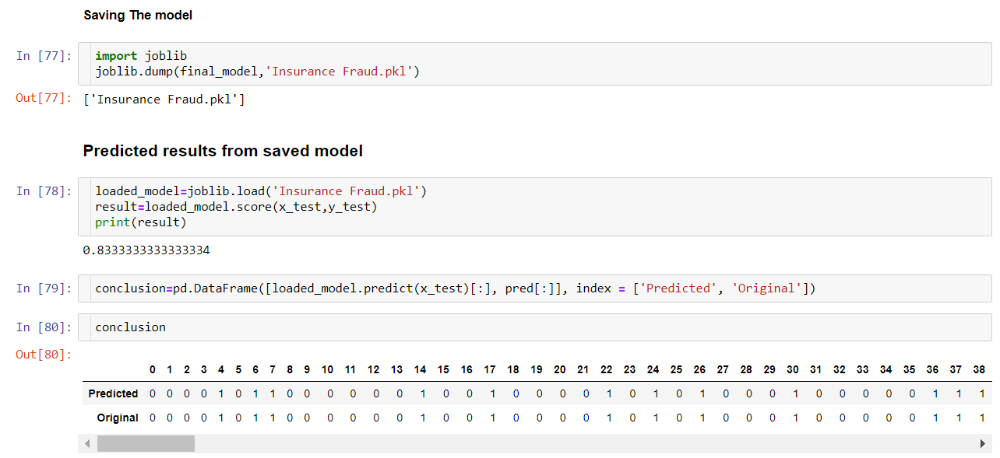 Saving The model
In [77]: import joblib
joblib.dump(final_model,'Insurance Fraud.pkl')
Out[77]: ['Insurance Fraud.pkl']
Predicted results from saved model
In [78]: loaded_model=joblib.load('Insurance Fraud.pkl')
result=loaded_model.score(x_test,y_test)
print(result)
0.8333333333333334
In [79]: conclusion=pd.DataFrame([loaded_model.predict(x_test)[:], pred[:]], index = ['Predicted', 'Original'])
In [80]: conclusion
Out[80]:
0 1 2 3 4 5 6 7 8 9 10 11 12 13 14 15 16 17 18 19 20 21 22 23 24 25 26 27 28 29 30 31 32 33 34 35 36 37 38
Predicted 0 0 0 0 1 0 1 1 0 0 0 0 0 0 1 0 0 1 0 0 0 0 1 0 1 0 1 0 0 0 1 0 0 0 0 0 1 1 1
Original 0 0 0 0 1 0 1 1 0 0 0 0 0 0 1 0 0 1 0 0 0 0 1 0 1 0 1 0 0 0 1 0 0 0 0 0 1 1 1